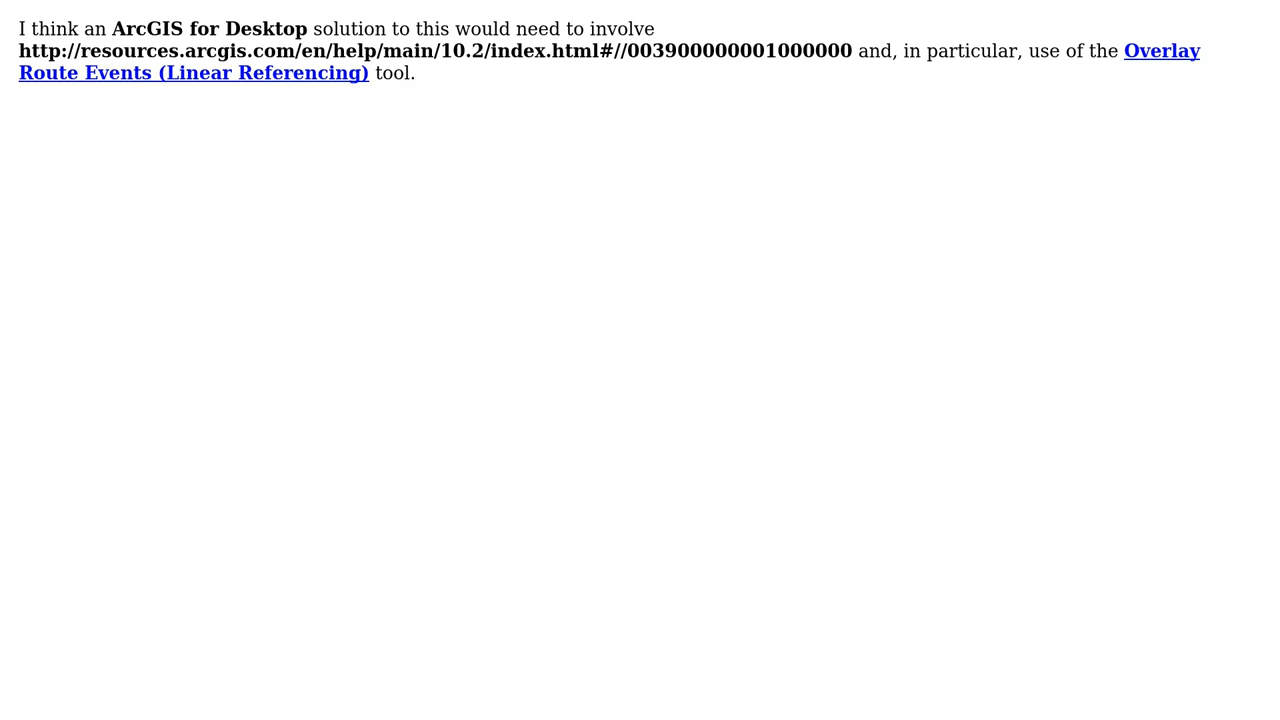 I think an ArcGIS for Desktop solution to this would need to involve
http://resources.arcgis.com/en/help/main/10.2/index.html#//003900000001000000 and, in particular, use of the Overlay
Route Events (Linear Referencing) tool.